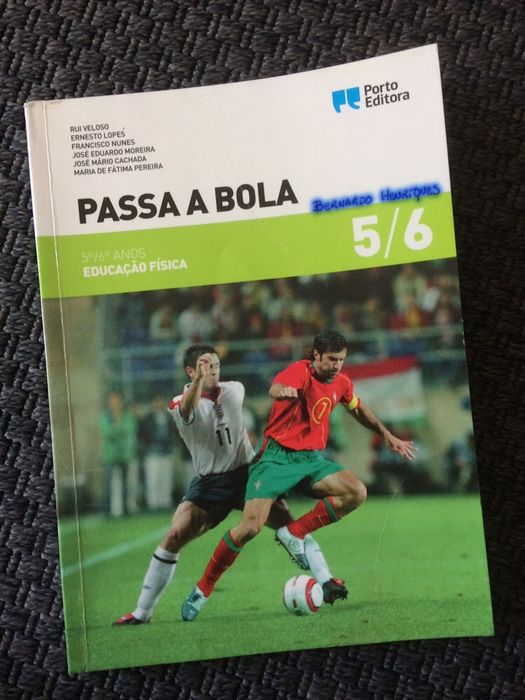 Porto
Editora
RUI VELOSO
ERNESTO LOPES
FRANCISCO NUNES
JOSÉ EDUARDO MOREIRA
JOSÉ MÁRIO CACHADA
MARIA DE FÁTIMA PEREIRA
PASSA A BOLA
BERNARDO HENRIQUES
5/6
5º/6º ANOS
EDUCAÇÃO FÍSICA
11
7